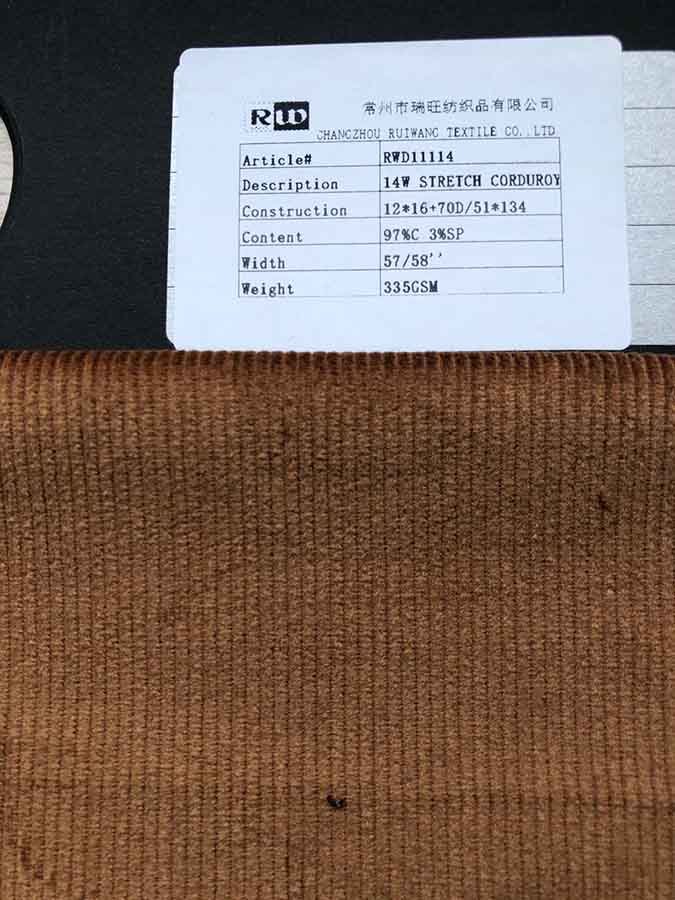 RW
常州市瑞旺纺织品有限公司
CHANGZHOU RUIWANG TEXTILE CO.,LTD
Article# RWD11114
Description 14W STRETCH CORDUROY
Construction 12*16+70D/51*134
Content 97%C 3%SP
Width 57/58''
Weight 335GSM